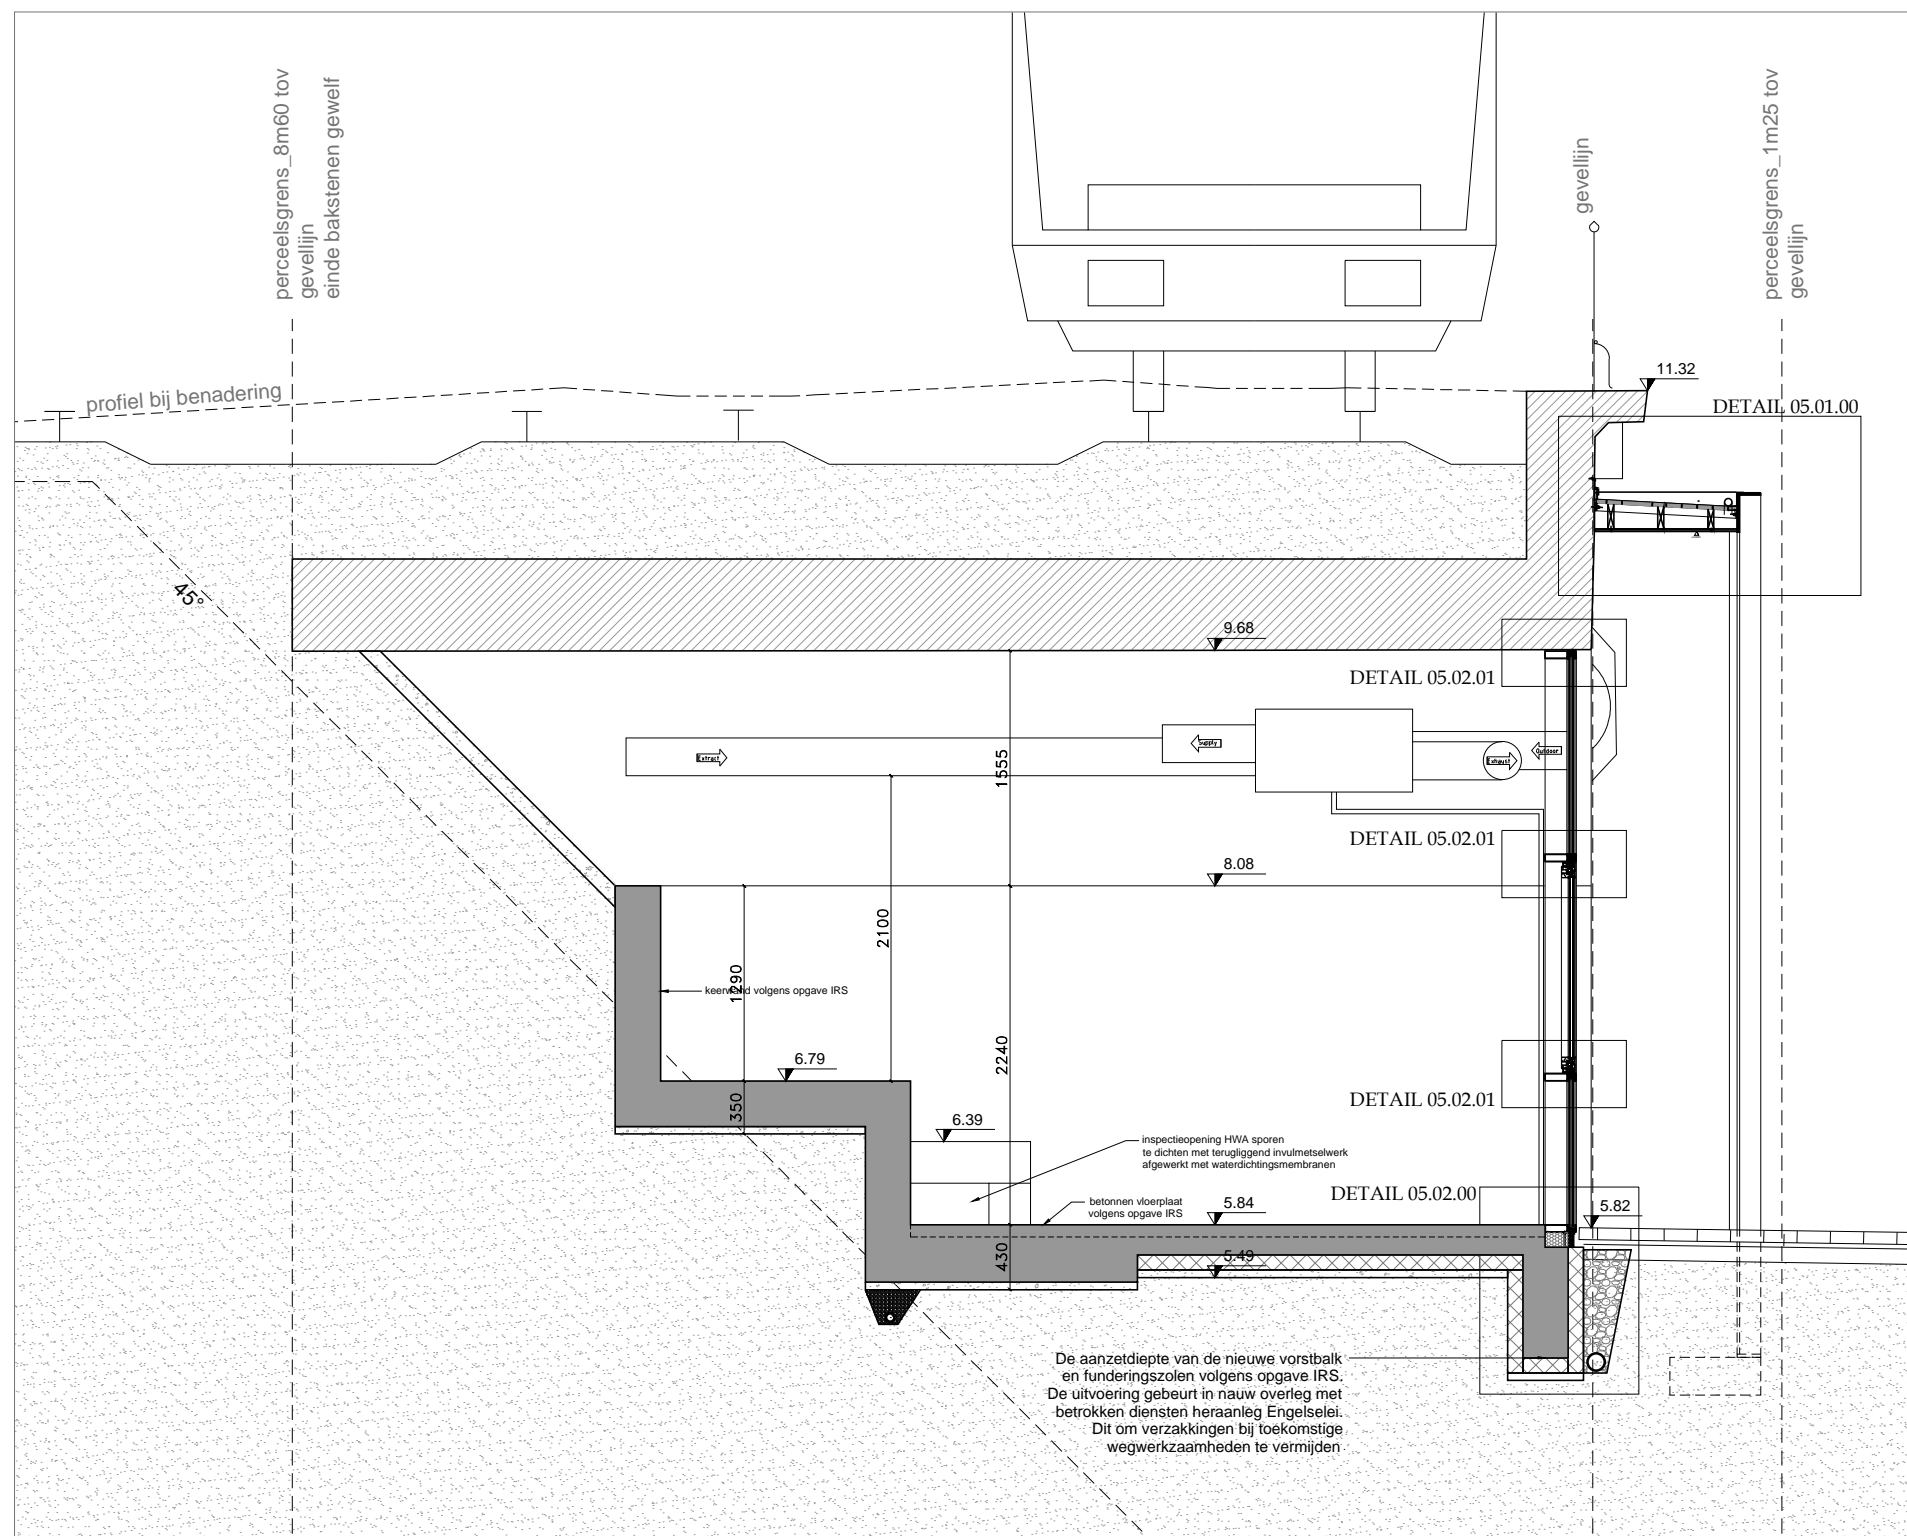 perceelsgrens_8m60 tov
gevellijn
einde bakstenen gewelf
gevellijn
perceelsgrens_1m25 tov
gevellijn
profiel bij benadering
11.32
DETAIL 05.01.00
45°
9.68
DETAIL 05.02.01
Extract
Supply
Exhaust
Outdoor
1555
DETAIL 05.02.01
8.08
2100
1290
keerwand volgens opgave IRS
2240
6.79
DETAIL 05.02.01
350
6.39
inspectieopening HWA sporen
te dichten met terugliggend invulmetselwerk
afgewerkt met waterdichtingsmembranen
DETAIL 05.02.00
betonnen vloerplaat
volgens opgave IRS
5.84
5.82
430
5.49
De aanzetdiepte van de nieuwe vorstbalk
en funderingszolen volgens opgave IRS.
De uitvoering gebeurt in nauw overleg met
betrokken diensten heraanleg Engelselei.
Dit om verzakkingen bij toekomstige
wegwerkzaamheden te vermijden